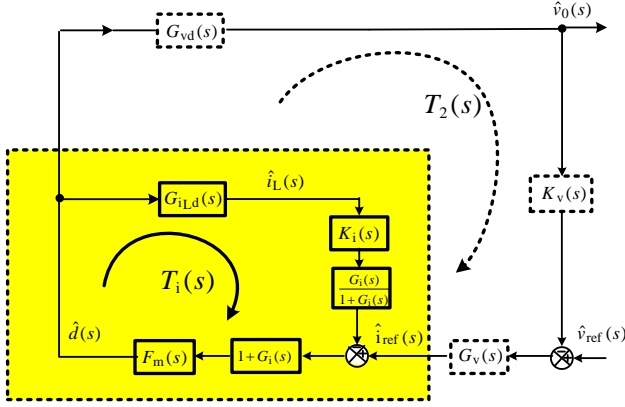 G_vd(s)
v̂_0(s)
T_2(s)
G_iLd(s)
î_L(s)
K_i(s)
K_v(s)
G_i(s)
1+G_i(s)
T_i(s)
d̂(s)
î_ref(s)
v̂_ref(s)
F_m(s)
1+G_i(s)
G_v(s)